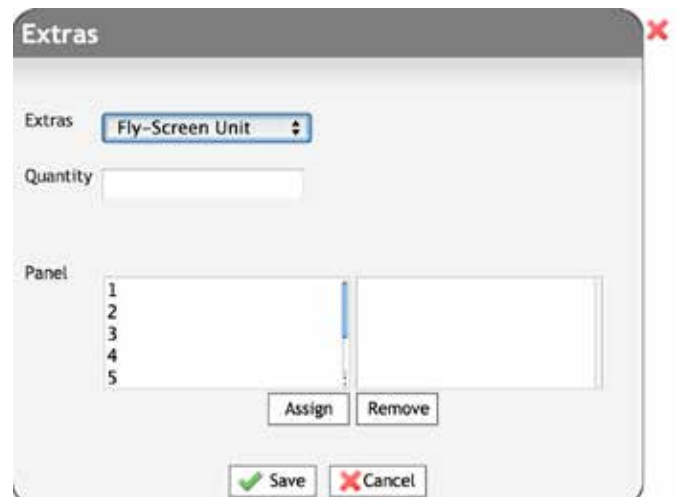 Extras
Extras
Fly-Screen Unit
Quantity
Panel
1
2
3
4
5
Assign
Remove
Save
Cancel